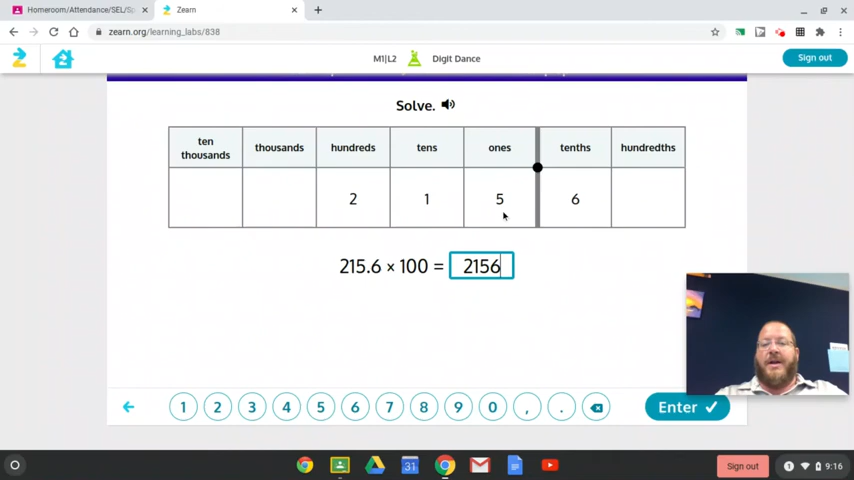 Homeroom/Attendance/SEL/Sp
Zearn
zearn.org/learning_labs/838
M1|L2 Digit Dance
Sign out
Solve.
ten thousands
thousands
hundreds
tens
ones
tenths
hundredths
2 1 5 6
215.6 × 100 = 2156
1 2 3 4 5 6 7 8 9 0 , .
Enter
31
Sign out
9:16